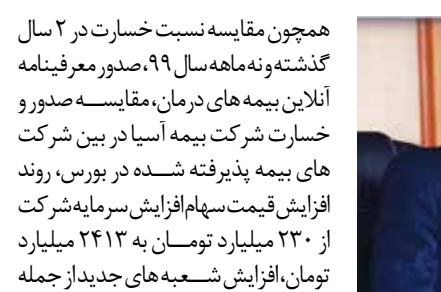 همچون مقایسه نسبت خسارت در ۲ سال
گذشته و نه ماهه سال ۹۹، صدور معرفینامه
آنلاین بیمه های درمان، مقایسه صدور و
خسارت شرکت بیمه آسیا در بین شرکت
های بیمه پذیرفته شده در بورس، روند
افزایش قیمت سهام افزایش سرمایه شرکت
از ۲۳۰ میلیارد تومان به ۲۴۱۳ میلیارد
تومان، افزایش شعبه های جدید از جمله